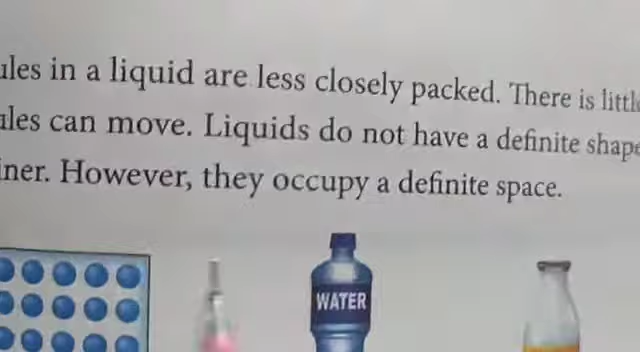 ules in a liquid are less closely packed. There is little
ules can move. Liquids do not have a definite shape
iner. However, they occupy a definite space.
WATER